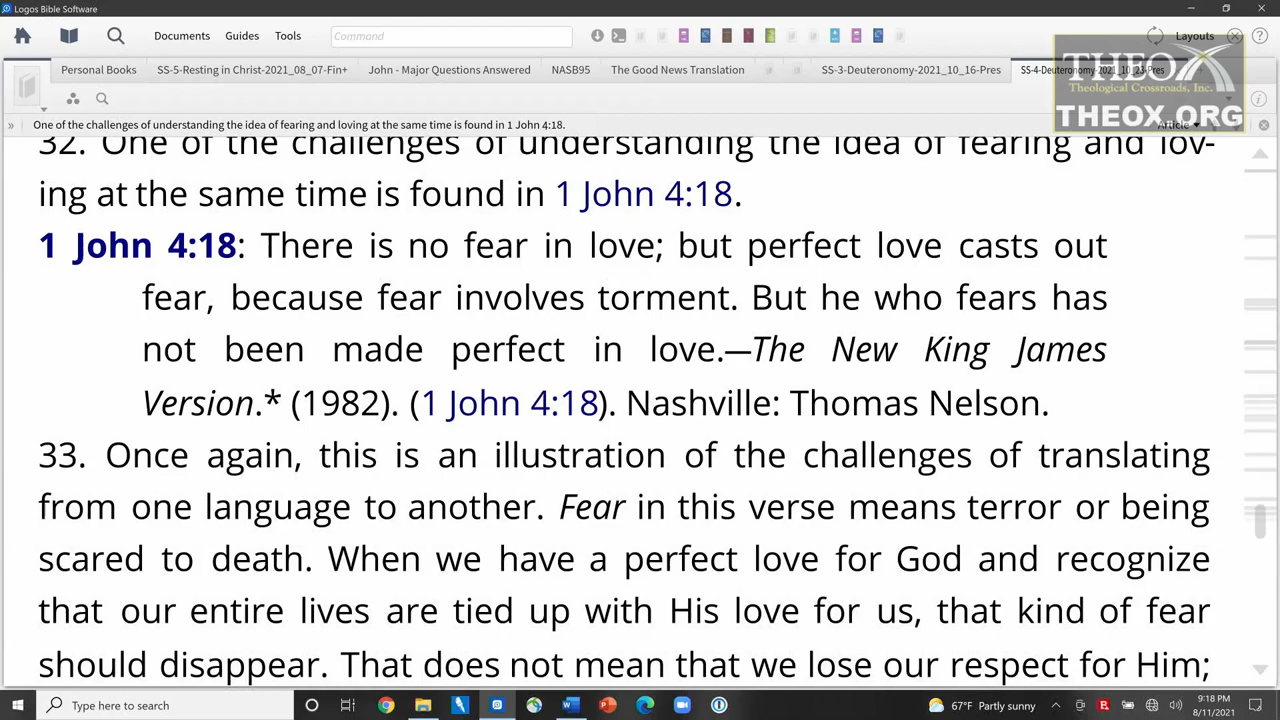 Logos Bible Software
Documents Guides Tools Command Layouts
Personal Books SS-5-Resting in Christ-2021_08_07-Fin+ s Answered NASB95 The Good News Translation SS-3-Deuteronomy-2021_10_16-Pres SS-4-Deuteronomy-2021_10_23-Pres
THEOX
Theological Crossroads, Inc.
THEOX.ORG
» One of the challenges of understanding the idea of fearing and loving at the same time is found in 1 John 4:18. Article
32. One of the challenges of understanding the idea of fearing and lov-
ing at the same time is found in 1 John 4:18.
1 John 4:18: There is no fear in love; but perfect love casts out
fear, because fear involves torment. But he who fears has
not been made perfect in love.—The New King James
Version.* (1982). (1 John 4:18). Nashville: Thomas Nelson.
33. Once again, this is an illustration of the challenges of translating
from one language to another. Fear in this verse means terror or being
scared to death. When we have a perfect love for God and recognize
that our entire lives are tied up with His love for us, that kind of fear
should disappear. That does not mean that we lose our respect for Him;
Type here to search 67°F Partly sunny 9:18 PM
8/11/2021